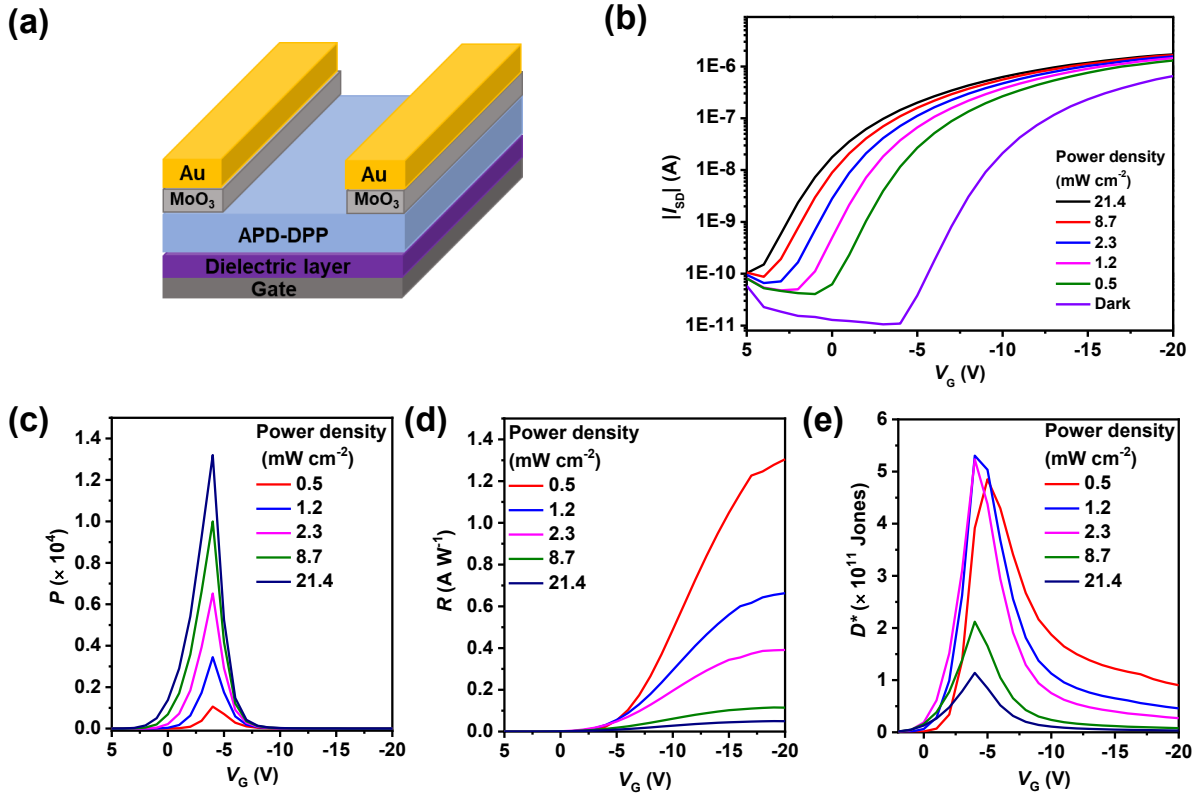 (a)
Au
Au
MoO₃
MoO₃
APD-DPP
Dielectric layer
Gate
(b)
1E-6
1E-7
1E-8
1E-9
1E-10
1E-11
|I_SD| (A)
Power density
(mW cm⁻²)
21.4
8.7
2.3
1.2
0.5
Dark
5 0 -5 -10 -15 -20
V_G (V)
(c)
1.4
1.2
1.0
0.8
0.6
0.4
0.2
0.0
P (× 10⁴)
Power density
(mW cm⁻²)
0.5
1.2
2.3
8.7
21.4
5 0 -5 -10 -15 -20
V_G (V)
(d)
1.4
1.2
1.0
0.8
0.6
0.4
0.2
0.0
R (A W⁻¹)
Power density
(mW cm⁻²)
0.5
1.2
2.3
8.7
21.4
5 0 -5 -10 -15 -20
V_G (V)
(e)
6
5
4
3
2
1
0
D* (× 10¹¹ Jones)
Power density
(mW cm⁻²)
0.5
1.2
2.3
8.7
21.4
0 -5 -10 -15 -20
V_G (V)